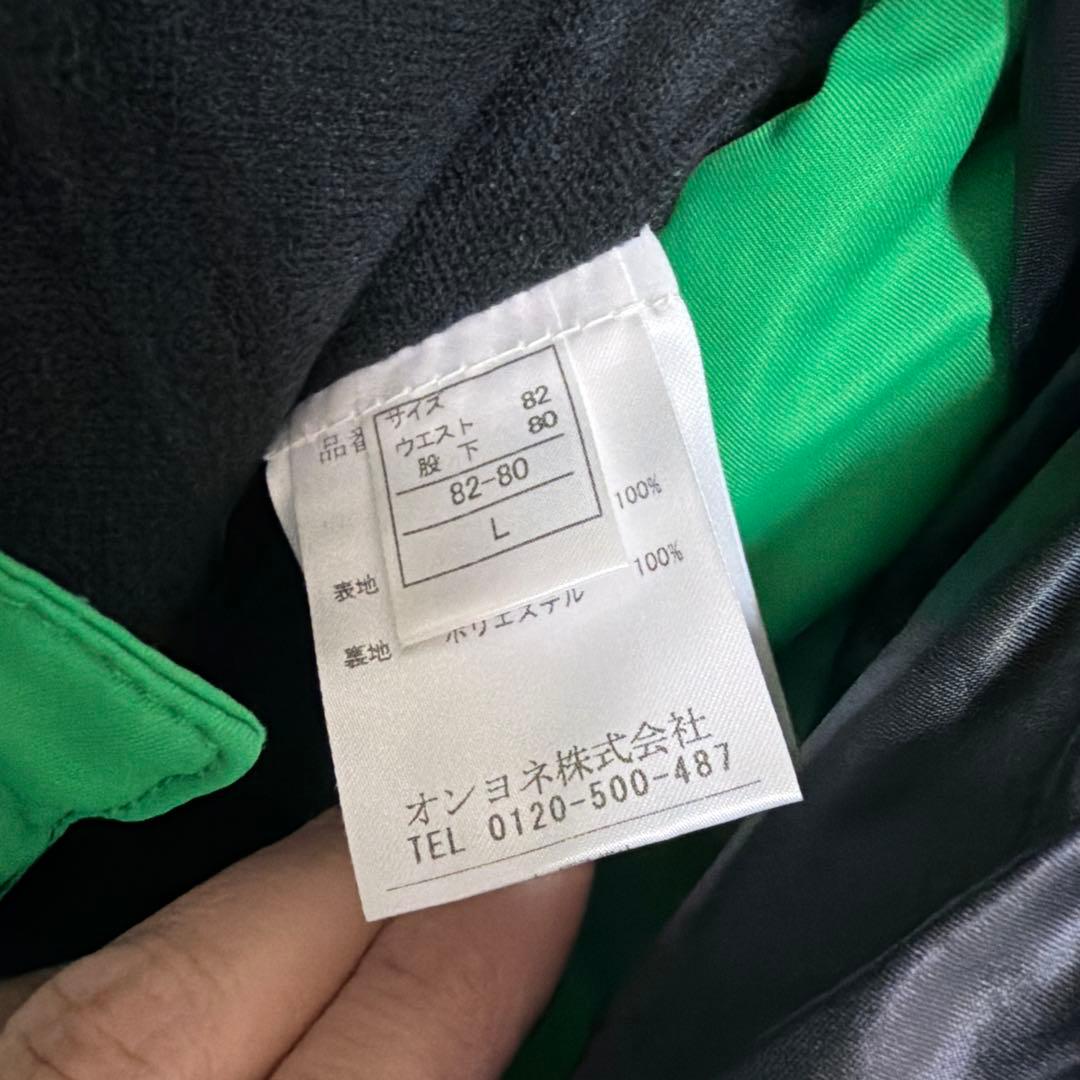 サイズ
ウエスト 82
股下 80
82-80
L
品番
100%
表地 100%
裏地 ポリエステル
オンヨネ株式会社
TEL 0120-500-487